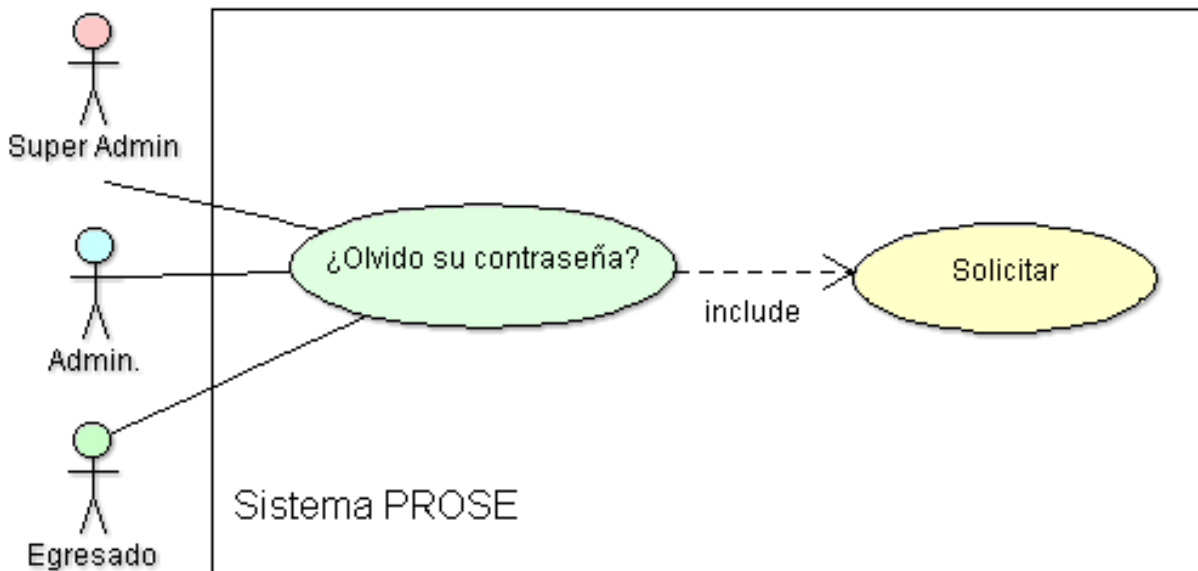 Super Admin
¿Olvido su contraseña?
Solicitar
include
Admin.
Sistema PROSE
Egresado